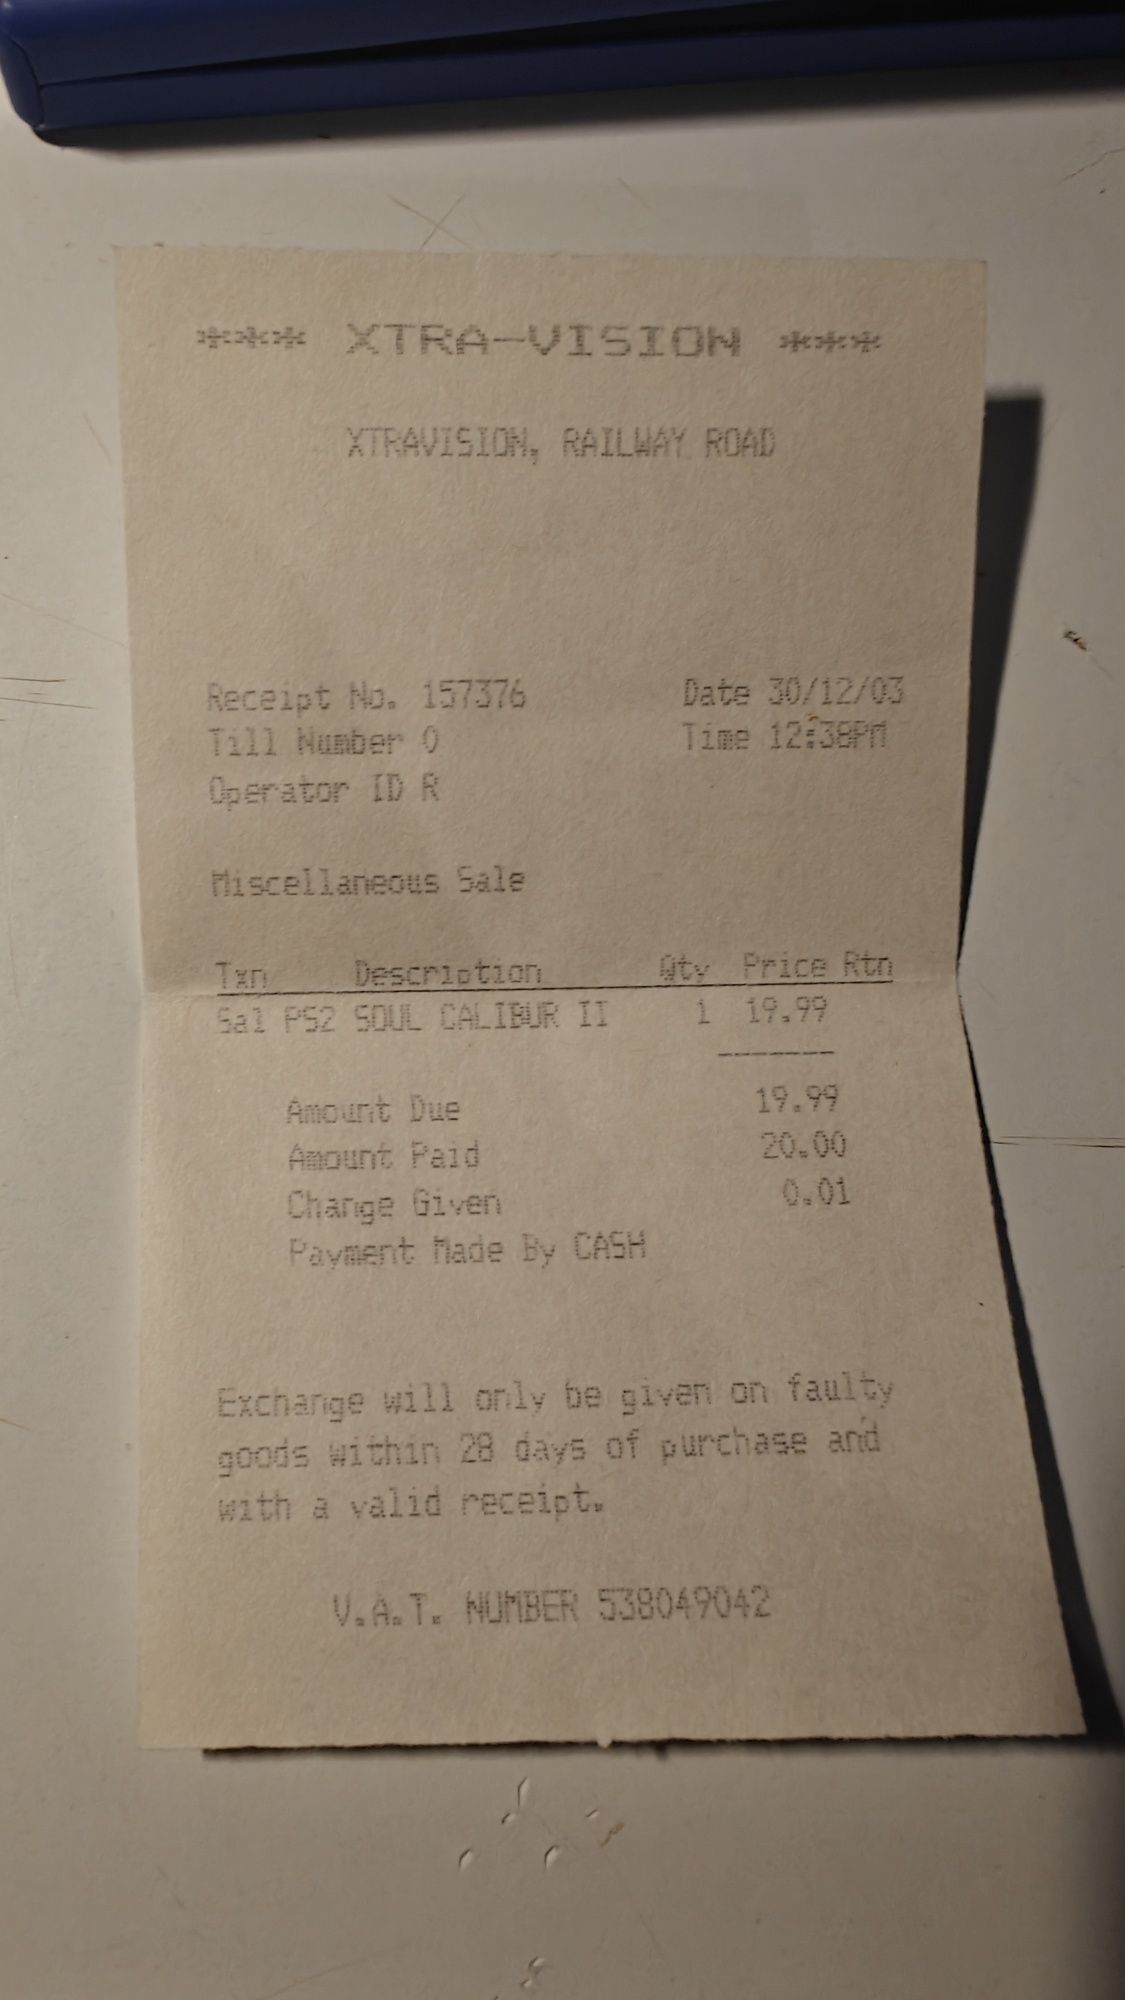 *** XTRA-VISION ***
XTRAVISION, RAILWAY ROAD
Receipt No. 157376 Date 30/12/03
Till Number 0 Time 12:38PM
Operator ID R
Miscellaneous Sale
Txn Description Qty Price Rtn
Sal PS2 SOUL CALIBUR II 1 19.99
-------
Amount Due 19.99
Amount Paid 20.00
Change Given 0.01
Payment Made By CASH
Exchange will only be given on faulty
goods within 28 days of purchase and
with a valid receipt.
V.A.T. NUMBER 538049042